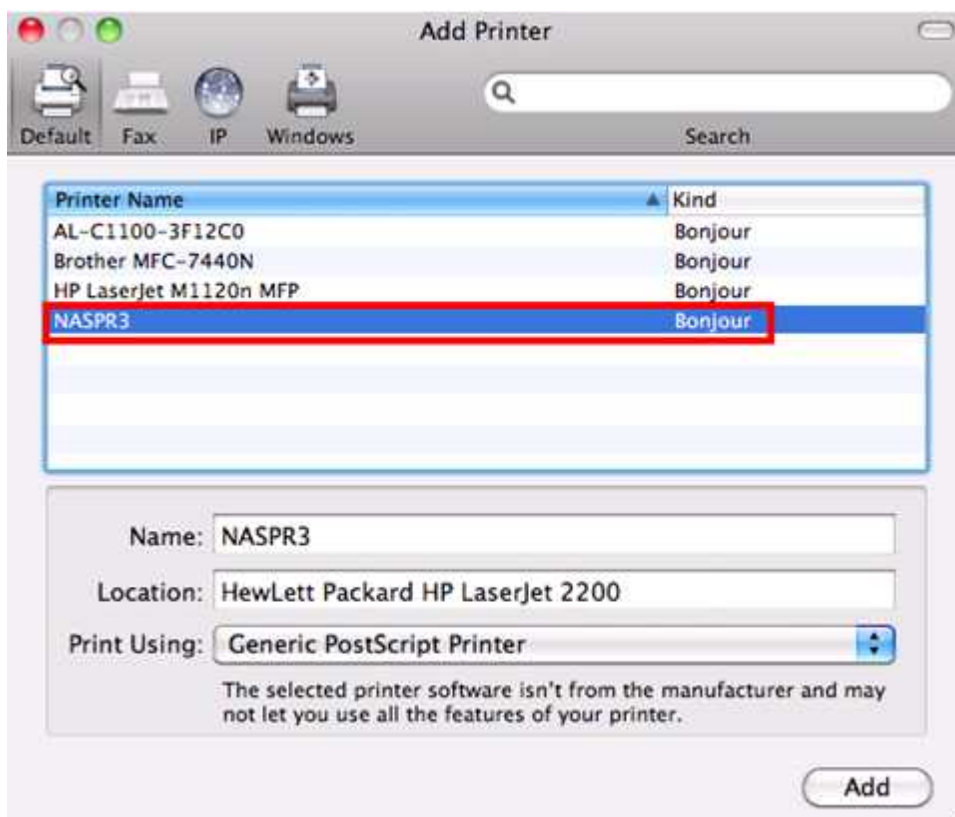 Add Printer
Default Fax IP Windows Search
Printer Name Kind
AL-C1100-3F12C0 Bonjour
Brother MFC-7440N Bonjour
HP LaserJet M1120n MFP Bonjour
NASPR3 Bonjour
Name: NASPR3
Location: HewLett Packard HP LaserJet 2200
Print Using: Generic PostScript Printer
The selected printer software isn't from the manufacturer and may
not let you use all the features of your printer.
Add